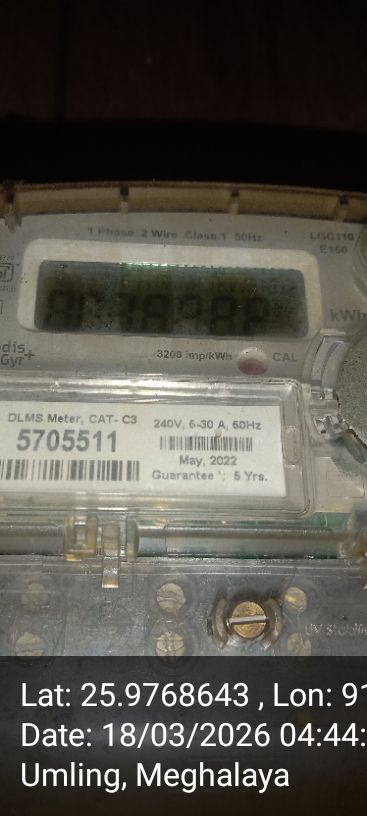 1 Phase 2 Wire Class.1 50Hz
LGC110
E150
kWh
dis
Gyr+
3200 imp/kWh
CAL
DLMS Meter, CAT- C3
5705511
240V, 5-30 A, 50Hz
May, 2022
Guarantee : 5 Yrs.
Lat: 25.9768643 , Lon: 91
Date: 18/03/2026 04:44:
Umling, Meghalaya